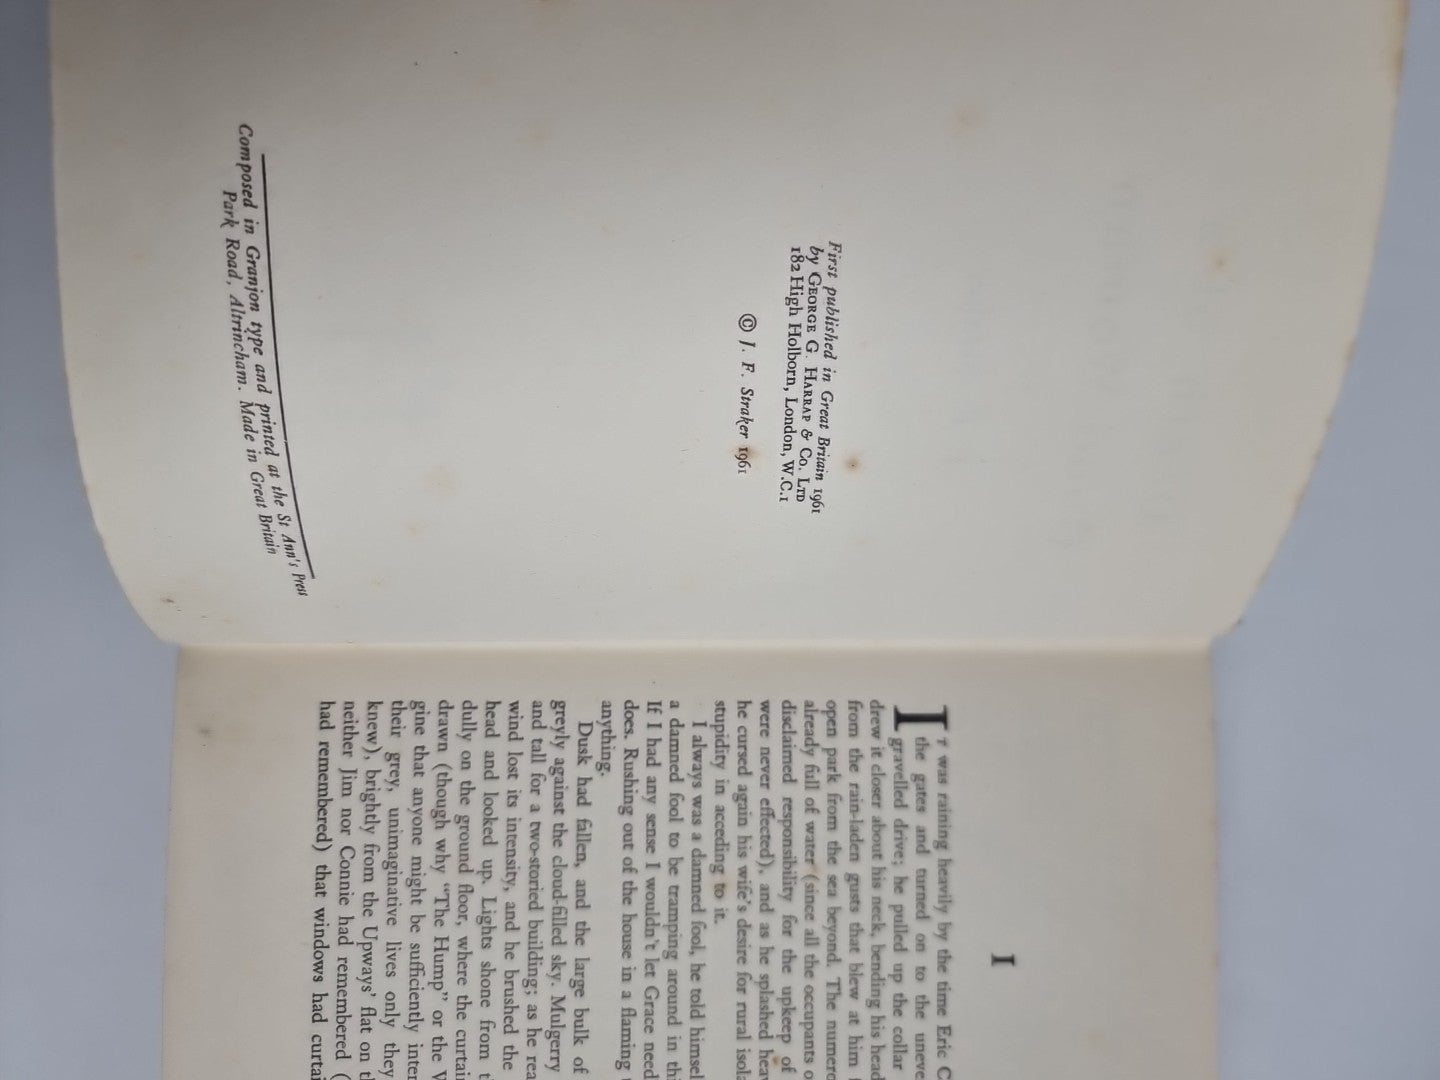 First published in Great Britain 1961
by GEORGE G. HARRAP & Co. LTD
182 High Holborn, London, W.C.1
© J. F. Straker 1961
Composed in Granjon type and printed at the St Ann's Press
Park Road, Altrincham. Made in Great Britain
I
IT was raining heavily by the time Eric C
the gates and turned on to the uneve
gravelled drive; he pulled up the collar
drew it closer about his neck, bending his head
from the rain-laden gusts that blew at him
open park from the sea beyond. The numero
already full of water (since all the occupants o
disclaimed responsibility for the upkeep of
were never effected), and as he splashed heav
he cursed again his wife's desire for rural isola
stupidity in acceding to it.
I always was a damned fool, he told himsel
a damned fool to be tramping around in thi
If I had any sense I wouldn't let Grace need
does. Rushing out of the house in a flaming
anything.
Dusk had fallen, and the large bulk of
greyly against the cloud-filled sky. Mulgerry
and tall for a two-storied building; as he rea
wind lost its intensity, and he brushed the
head and looked up. Lights shone from t
dully on the ground floor, where the curtai
drawn (though why “The Hump” or the W
gine that anyone might be sufficiently inter
their grey, unimaginative lives only they
knew), brightly from the Upways' flat on th
neither Jim nor Connie had remembered (
had remembered) that windows had curtai